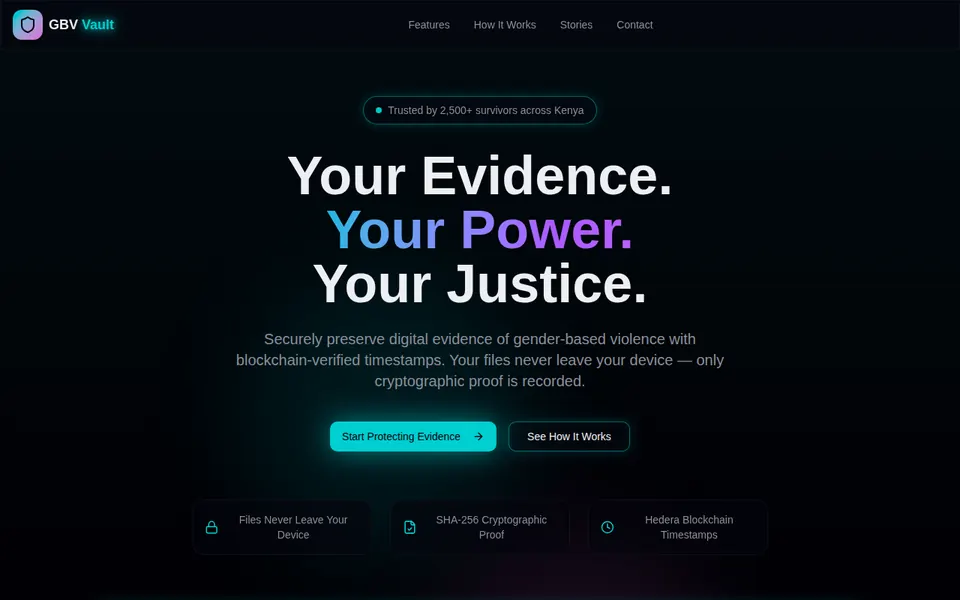 GBV Vault
Features
How It Works
Stories
Contact
Trusted by 2,500+ survivors across Kenya
Your Evidence.
Your Power.
Your Justice.
Securely preserve digital evidence of gender-based violence with
blockchain-verified timestamps. Your files never leave your device — only
cryptographic proof is recorded.
Start Protecting Evidence
See How It Works
Files Never Leave Your
Device
SHA-256 Cryptographic
Proof
Hedera Blockchain
Timestamps